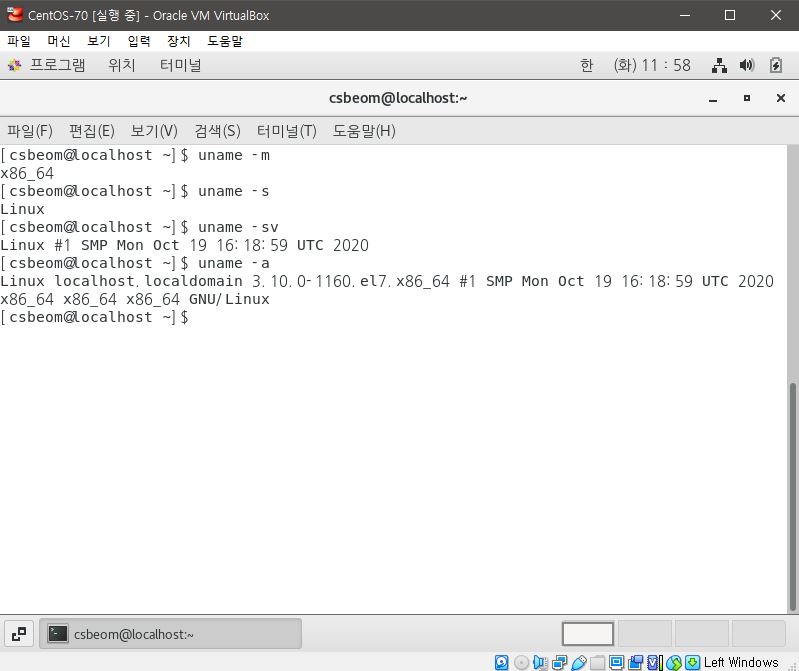 CentOS-70 [실행 중] - Oracle VM VirtualBox
파일 머신 보기 입력 장치 도움말
프로그램 위치 터미널 한 (화) 11 : 58
csbeom@localhost:~
파일(F) 편집(E) 보기(V) 검색(S) 터미널(T) 도움말(H)
[csbeom@localhost ~]$ uname -m
x86_64
[csbeom@localhost ~]$ uname -s
Linux
[csbeom@localhost ~]$ uname -sv
Linux #1 SMP Mon Oct 19 16:18:59 UTC 2020
[csbeom@localhost ~]$ uname -a
Linux localhost.localdomain 3.10.0-1160.el7.x86_64 #1 SMP Mon Oct 19 16:18:59 UTC 2020
x86_64 x86_64 x86_64 GNU/Linux
[csbeom@localhost ~]$
csbeom@localhost:~
Left Windows